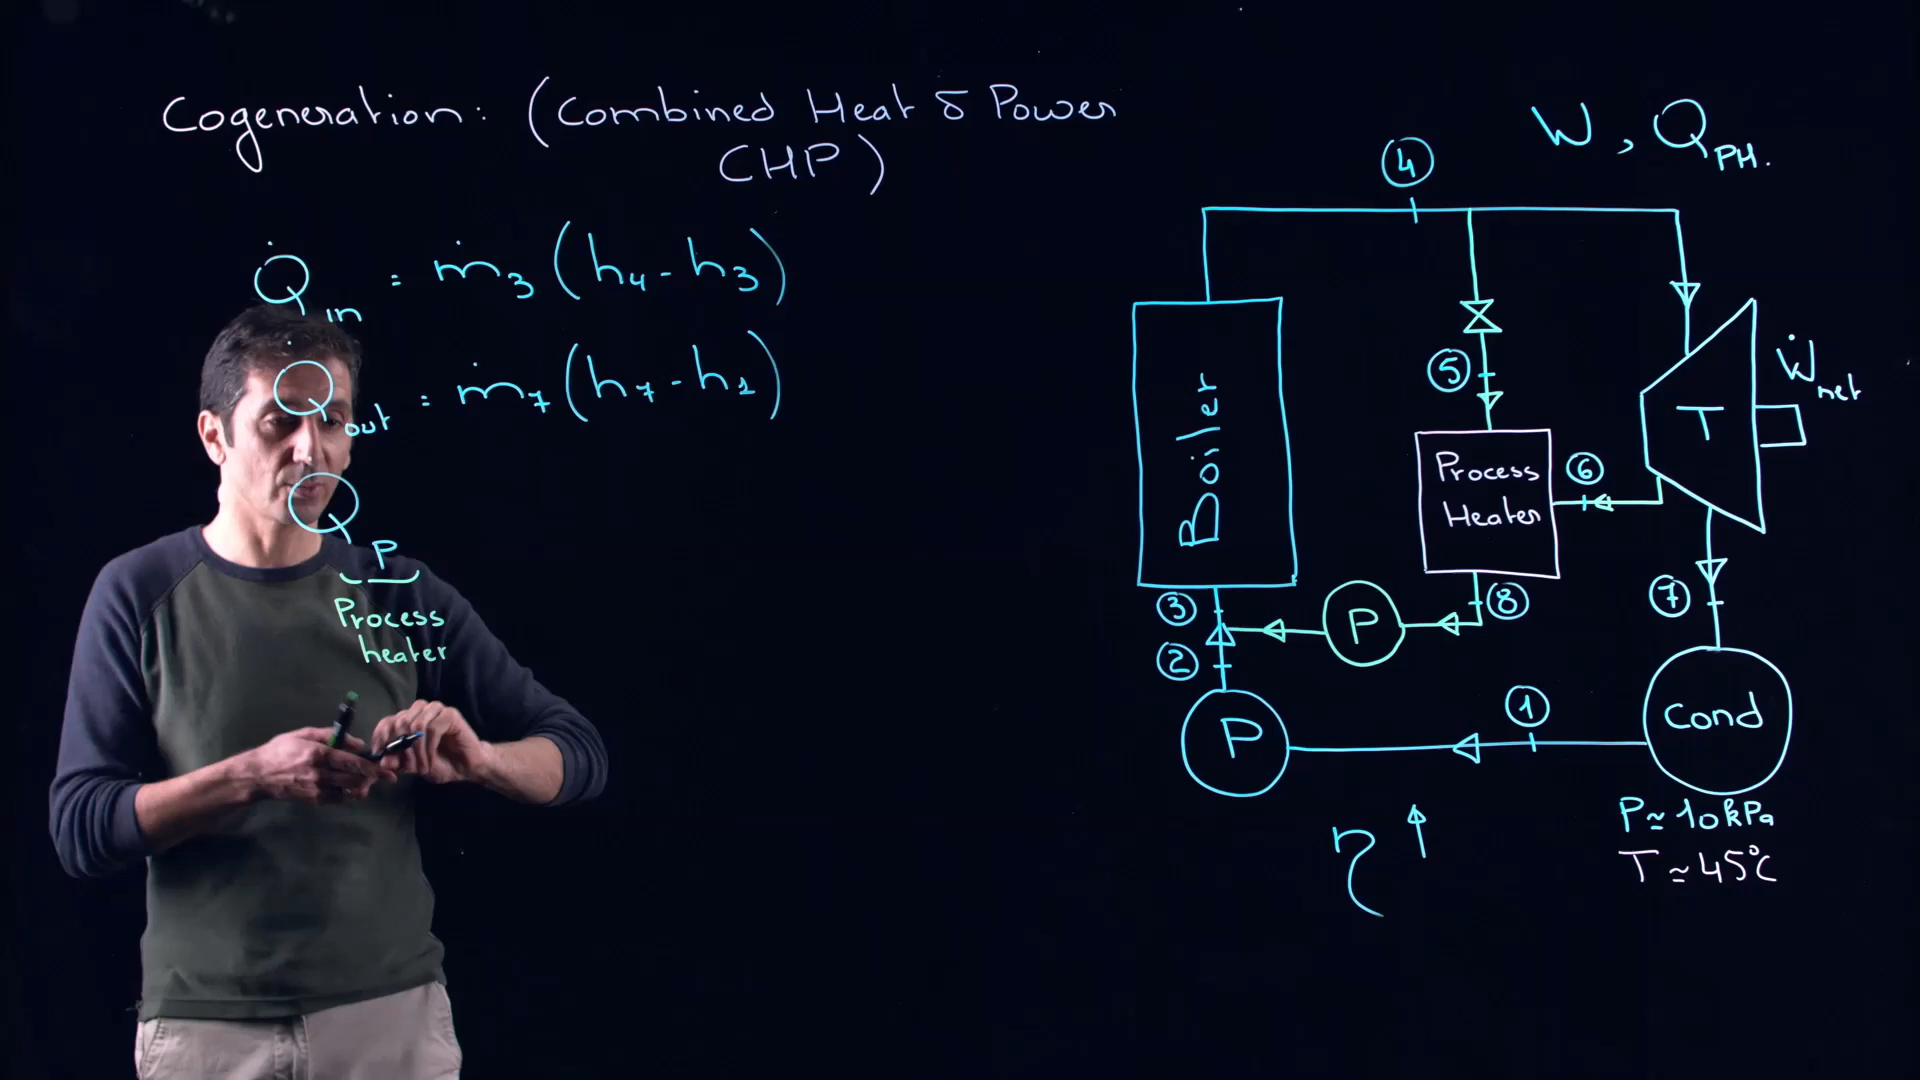 Cogeneration: (Combined Heat & Power
CHP)
Q̇in = ṁ3 (h4 - h3)
Q̇out = ṁ7 (h7 - h1)
Q̇P
Process
heater
W, QPH.
4
5
6
Ẇnet
T
Boiler
Process
Heater
3
2
P
8
7
P
1
Cond
P ≃ 10 kPa
T ≃ 45°C
η ↑